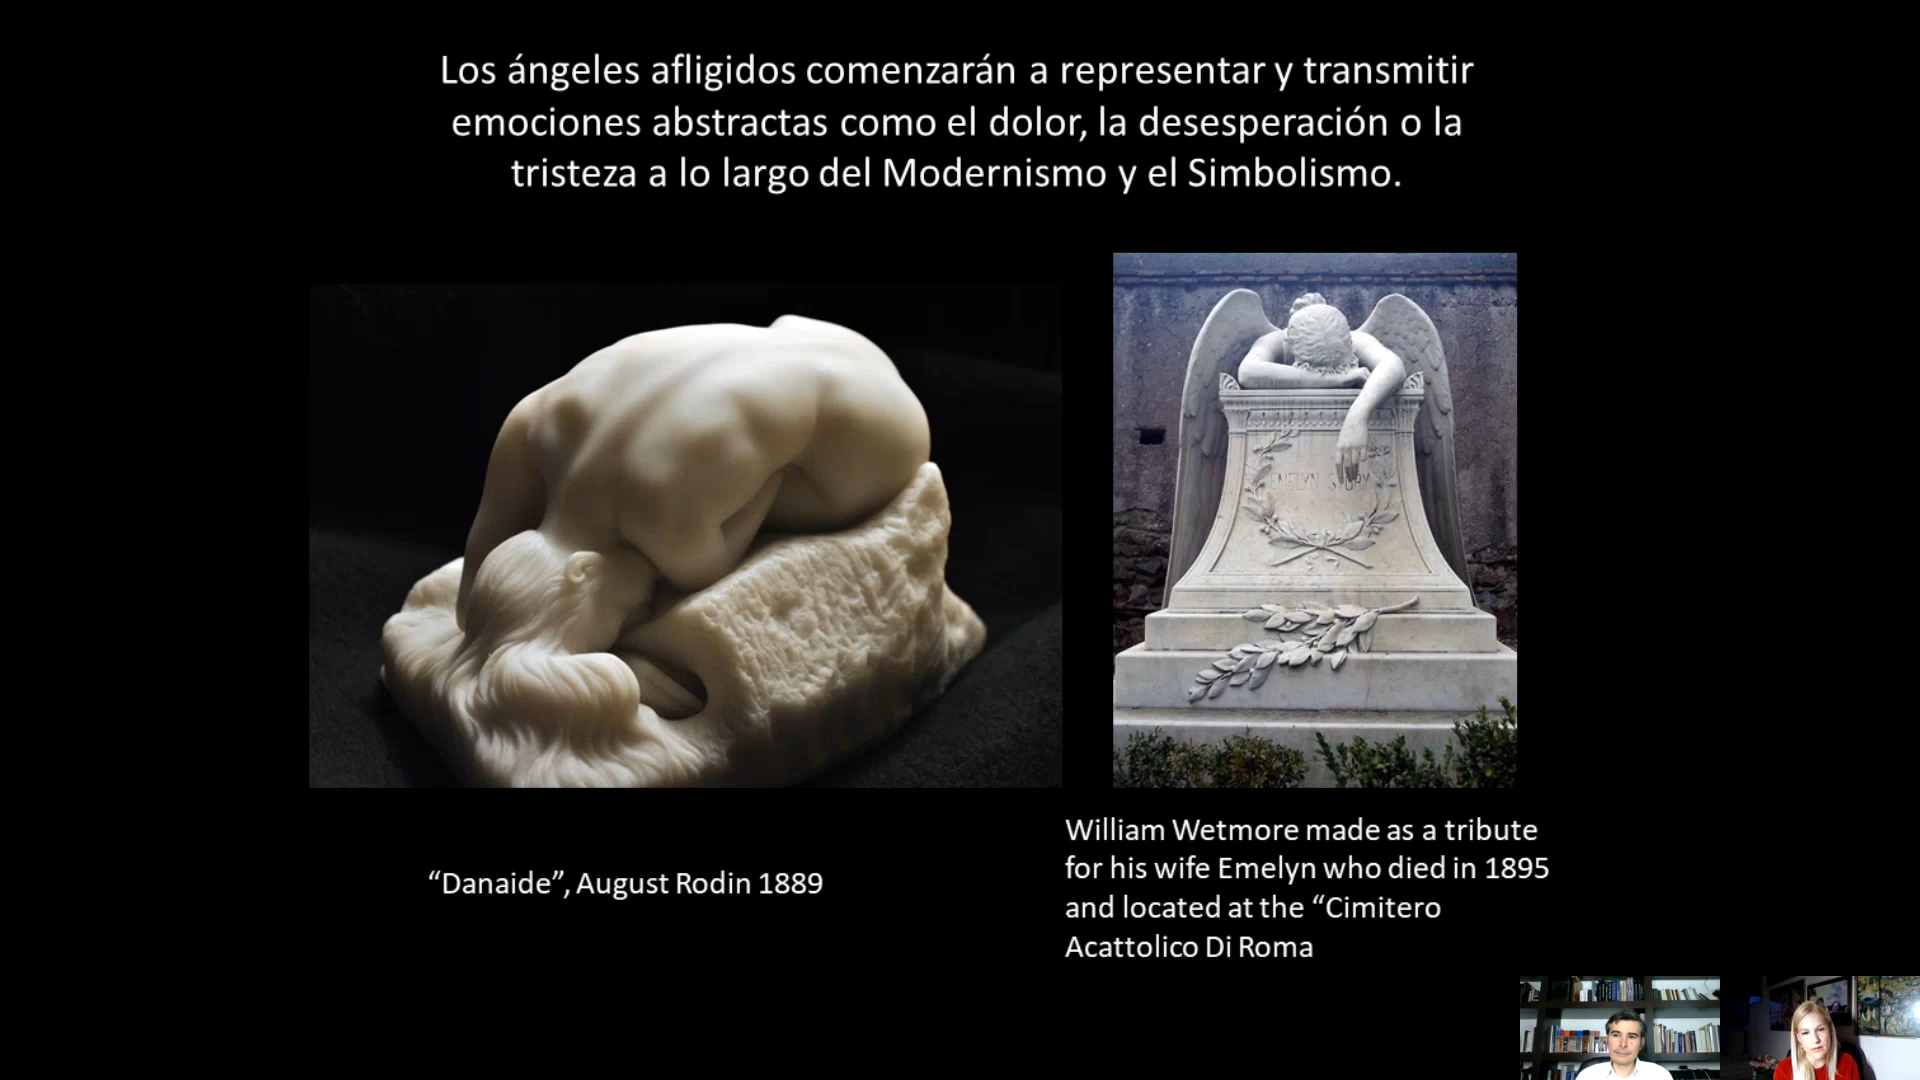 Los ángeles afligidos comenzarán a representar y transmitir
emociones abstractas como el dolor, la desesperación o la
tristeza a lo largo del Modernismo y el Simbolismo.
EMELYN STORY
“Danaide”, August Rodin 1889
William Wetmore made as a tribute
for his wife Emelyn who died in 1895
and located at the “Cimitero
Acattolico Di Roma